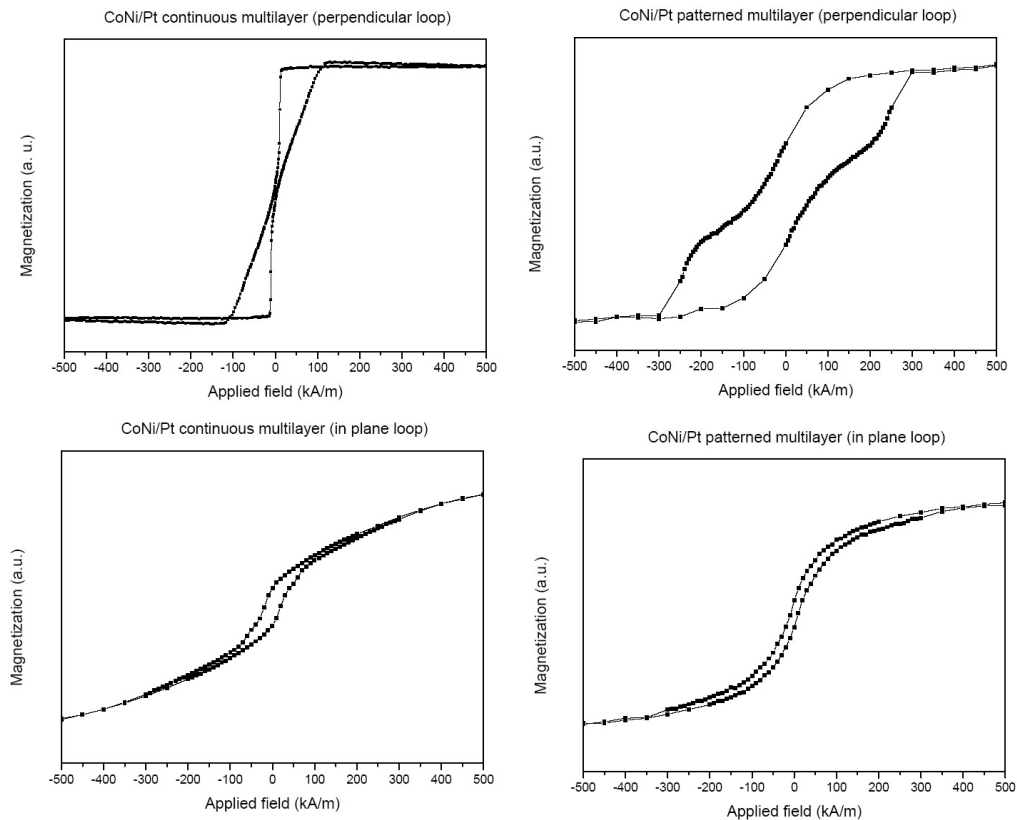 CoNi/Pt continuous multilayer (perpendicular loop)
Magnetization (a. u.)
-500 -400 -300 -200 -100 0 100 200 300 400 500
Applied field (kA/m)
CoNi/Pt patterned multilayer (perpendicular loop)
Magnetization (a. u.)
-500 -400 -300 -200 -100 0 100 200 300 400 500
Applied field (kA/m)
CoNi/Pt continuous multilayer (in plane loop)
Magnetization (a.u.)
-500 -400 -300 -200 -100 0 100 200 300 400 500
Applied field (kA/m)
CoNi/Pt patterned multilayer (in plane loop)
Magnetization (a.u.)
-500 -400 -300 -200 -100 0 100 200 300 400 500
Applied field (kA/m)